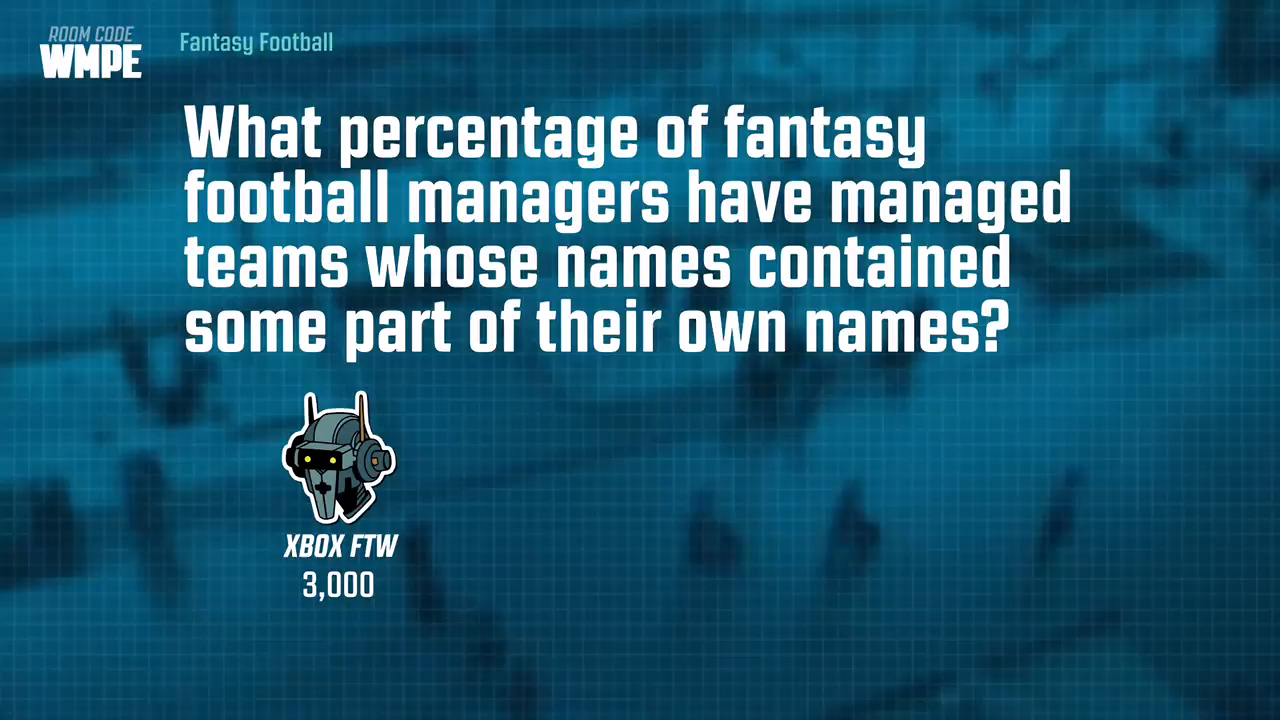 ROOM CODE
WMPE
Fantasy Football
What percentage of fantasy
football managers have managed
teams whose names contained
some part of their own names?
XBOX FTW
3,000